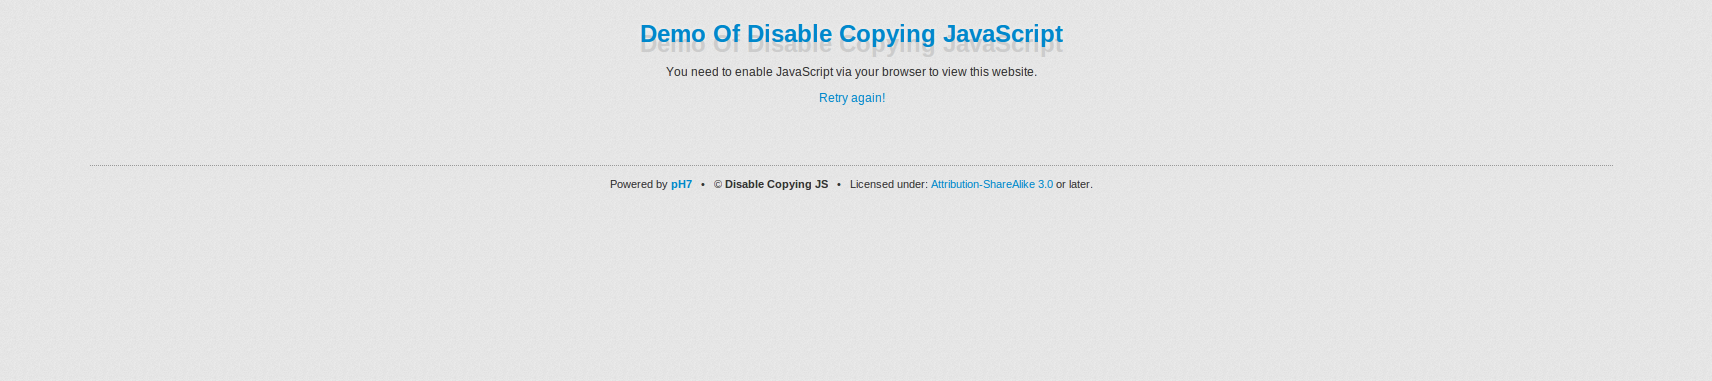 Demo Of Disable Copying JavaScript
You need to enable JavaScript via your browser to view this website.
Retry again!
Powered by pH7 • © Disable Copying JS • Licensed under: Attribution-ShareAlike 3.0 or later.